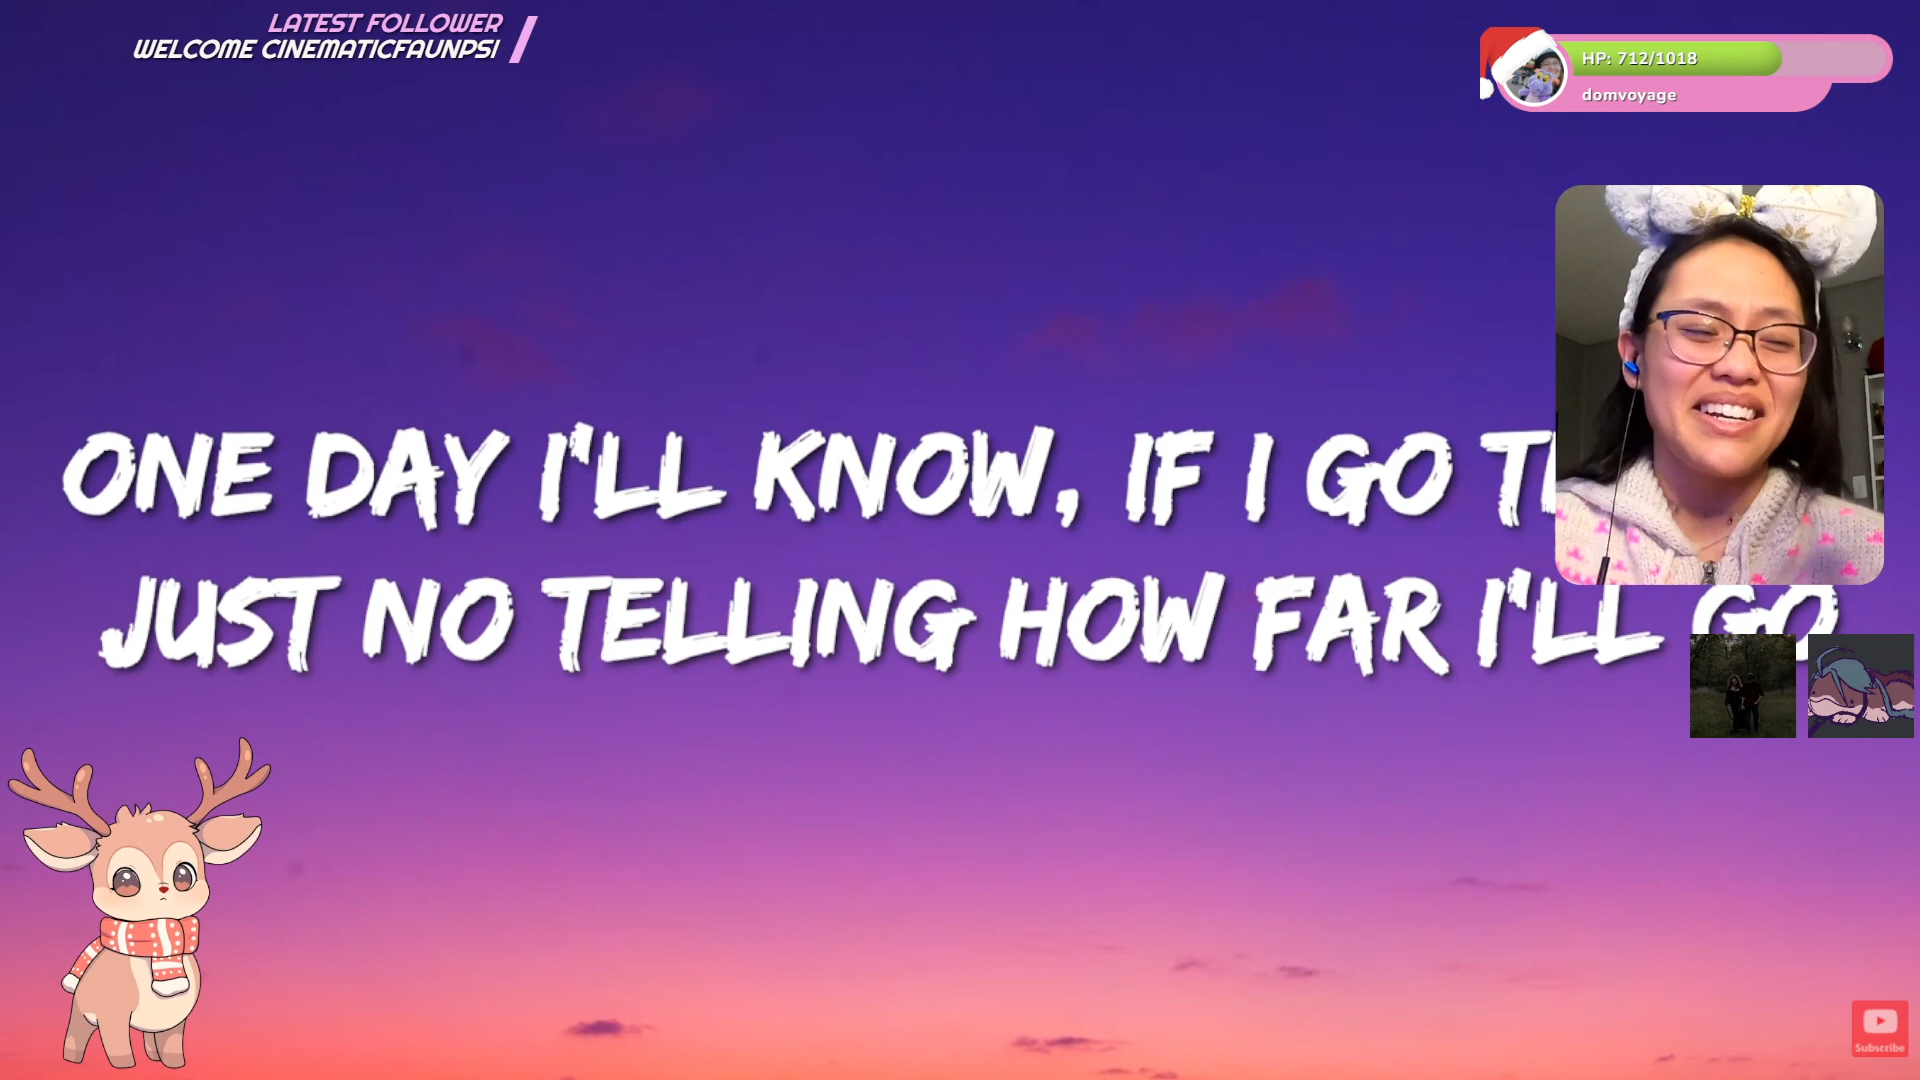 LATEST FOLLOWER
WELCOME CINEMATICFAUNPSI
HP: 712/1018
domvoyage
ONE DAY I'LL KNOW, IF I GO
JUST NO TELLING HOW FAR I'LL GO
Subscribe